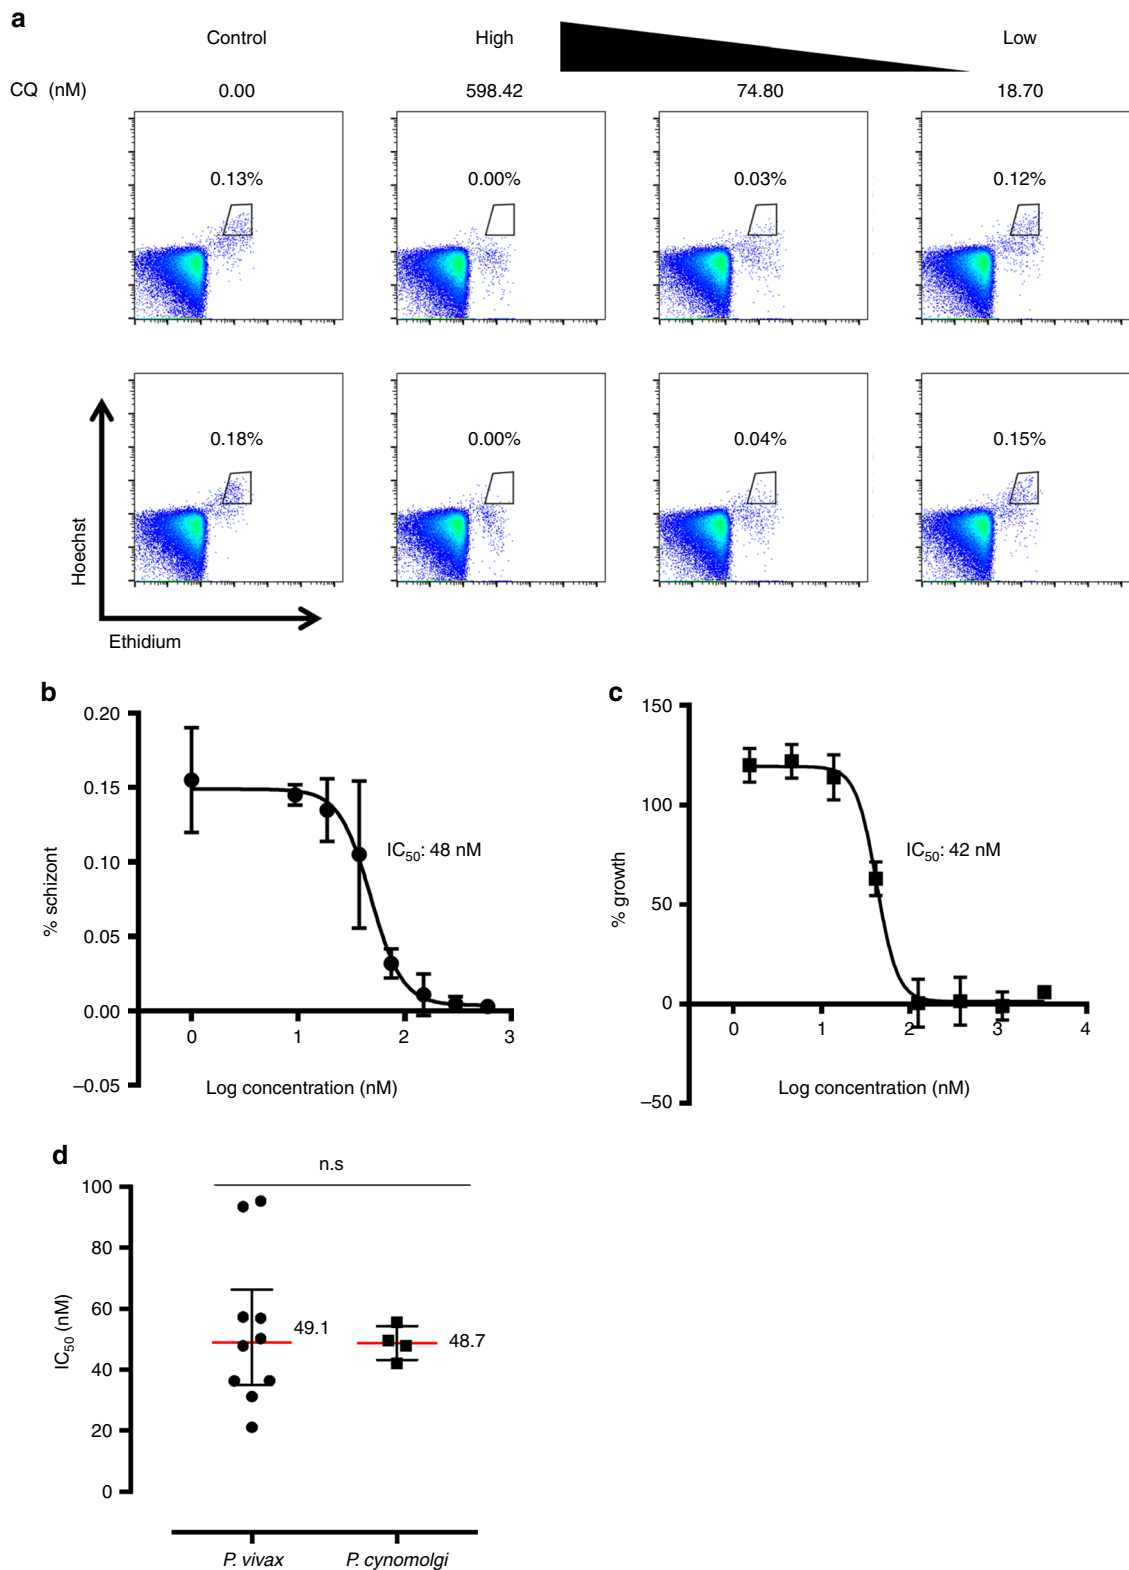 a
Control High Low
CQ (nM) 0.00 598.42 74.80 18.70
0.13% 0.00% 0.03% 0.12%
0.18% 0.00% 0.04% 0.15%
Hoechst
Ethidium
b
0.20
0.15
0.10
0.05
0.00
–0.05
% schizont
IC50: 48 nM
0 1 2 3
Log concentration (nM)
c
150
100
50
0
–50
% growth
IC50: 42 nM
0 1 2 3 4
Log concentration (nM)
d
n.s
100
80
60
40
20
0
IC50 (nM)
49.1
48.7
P. vivax P. cynomolgi